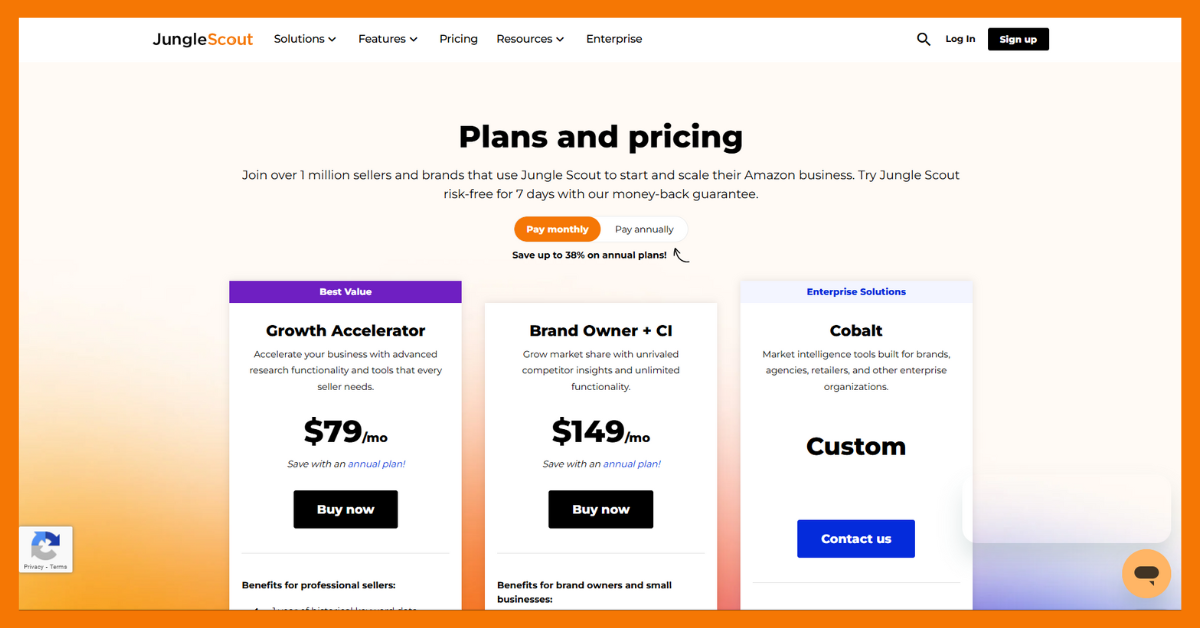 JungleScout Solutions Features Pricing Resources Enterprise Log In Sign up
Plans and pricing
Join over 1 million sellers and brands that use Jungle Scout to start and scale their Amazon business. Try Jungle Scout
risk-free for 7 days with our money-back guarantee.
Pay monthly Pay annually
Save up to 38% on annual plans!
Best Value
Growth Accelerator
Accelerate your business with advanced
research functionality and tools that every
seller needs.
$79/mo
Save with an annual plan!
Buy now
Benefits for professional sellers:
1 year of historical keyword data
Brand Owner + CI
Grow market share with unrivaled
competitor insights and unlimited
functionality.
$149/mo
Save with an annual plan!
Buy now
Benefits for brand owners and small
businesses:
Enterprise Solutions
Cobalt
Market intelligence tools built for brands,
agencies, retailers, and other enterprise
organizations.
Custom
Contact us
Privacy - Terms